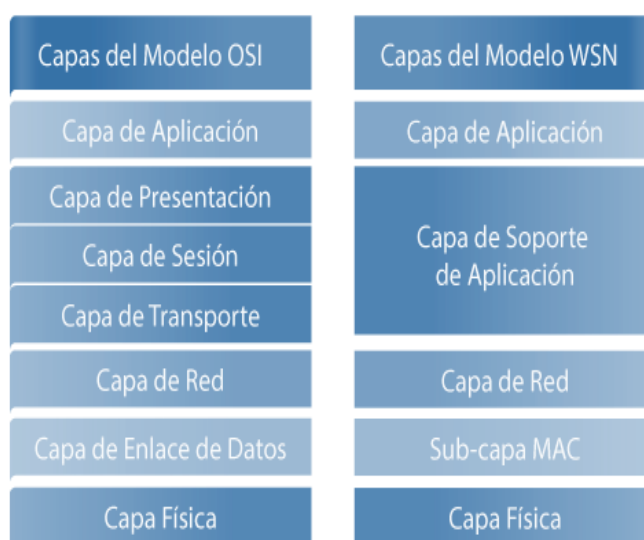 Capas del Modelo OSI
Capas del Modelo WSN
Capa de Aplicación
Capa de Aplicación
Capa de Presentación
Capa de Sesión
Capa de Soporte
de Aplicación
Capa de Transporte
Capa de Red
Capa de Red
Capa de Enlace de Datos
Sub-capa MAC
Capa Física
Capa Física